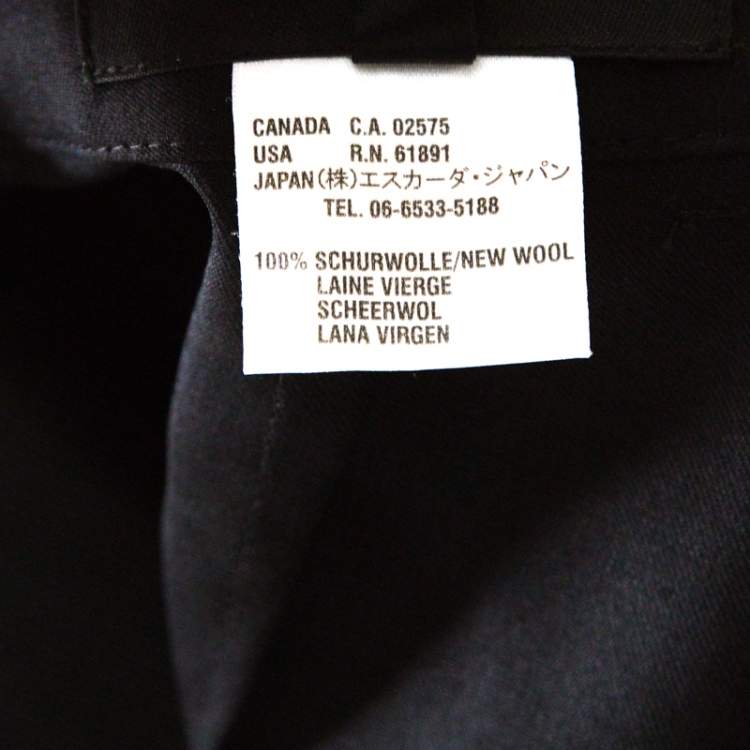 CANADA C.A. 02575
USA R.N. 61891
JAPAN (株)エスカーダ・ジャパン
TEL. 06-6533-5188
100% SCHURWOLLE/NEW WOOL
LAINE VIERGE
SCHEERWOL
LANA VIRGEN